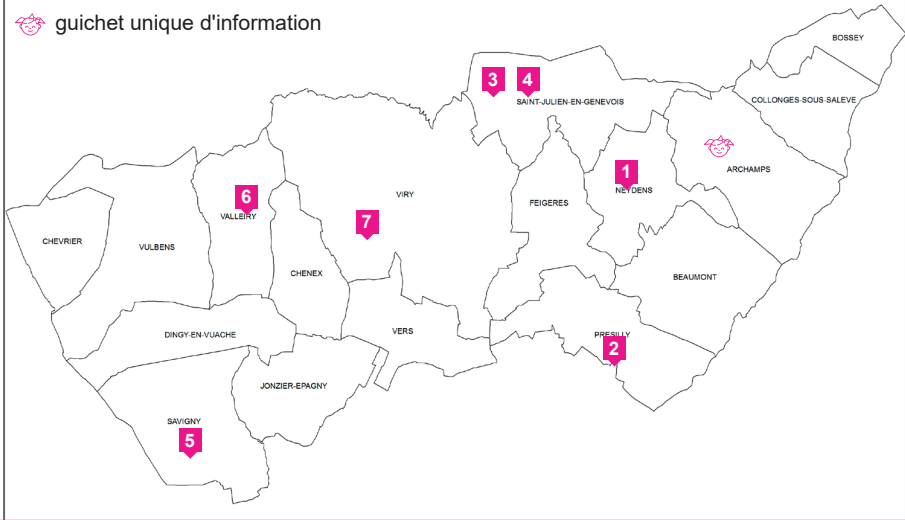 guichet unique d'information
BOSSEY
3
4
SAINT-JULIEN-EN-GENEVOIS
COLLONGES-SOUS-SALEVE
1
NEYDENS
ARCHAMPS
6
VALLEIRY
VIRY
7
FEIGERES
CHEVRIER
VULBENS
CHENEX
BEAUMONT
DINGY-EN-VUACHE
VERS
PRESILLY
2
JONZIER-EPAGNY
SAVIGNY
5